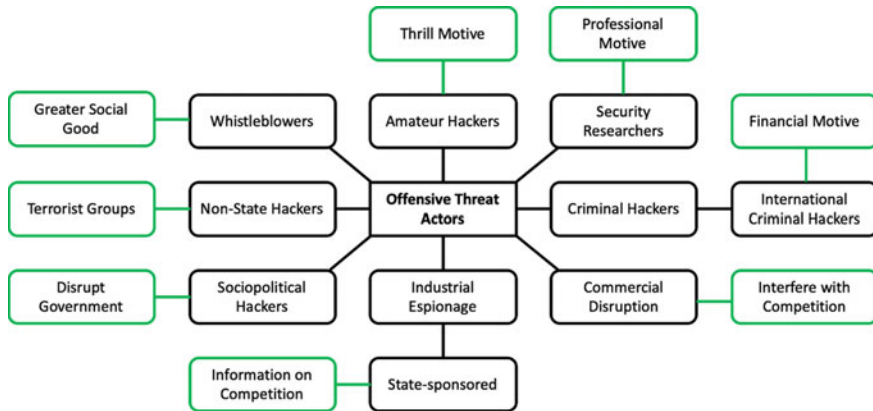 Thrill Motive
Professional
Motive
Greater Social
Good
Whistleblowers
Amateur Hackers
Security
Researchers
Financial Motive
Terrorist Groups
Non-State Hackers
Offensive Threat
Actors
Criminal Hackers
International
Criminal Hackers
Disrupt
Government
Sociopolitical
Hackers
Industrial
Espionage
Commercial
Disruption
Interfere with
Competition
Information on
Competition
State-sponsored